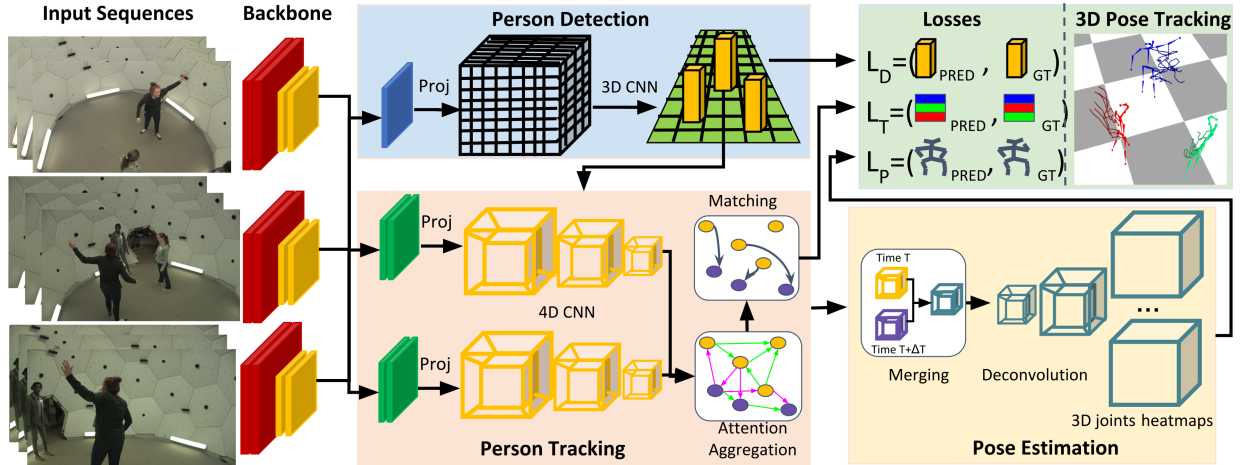 Input Sequences
Backbone
Person Detection
Proj
3D CNN
Losses
3D Pose Tracking
L_D=( PRED , GT)
L_T=( PRED , GT)
L_P=( PRED , GT)
Proj
4D CNN
Proj
Matching
Attention
Aggregation
Person Tracking
Time T
Time T+ΔT
Merging
Deconvolution
...
3D joints heatmaps
Pose Estimation